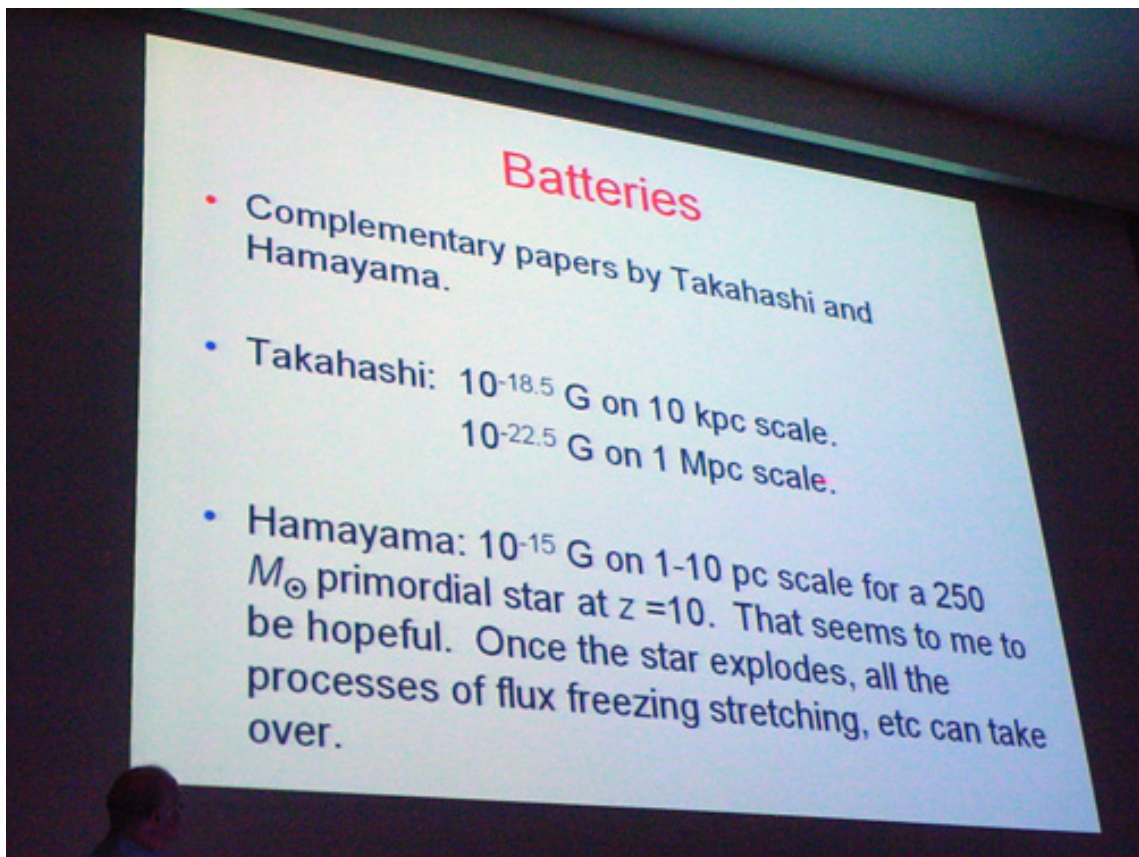 Batteries
• Complementary papers by Takahashi and
Hamayama.
• Takahashi: 10⁻¹⁸·⁵ G on 10 kpc scale.
10⁻²²·⁵ G on 1 Mpc scale.
• Hamayama: 10⁻¹⁵ G on 1-10 pc scale for a 250
M☉ primordial star at z =10. That seems to me to
be hopeful. Once the star explodes, all the
processes of flux freezing stretching, etc can take
over.